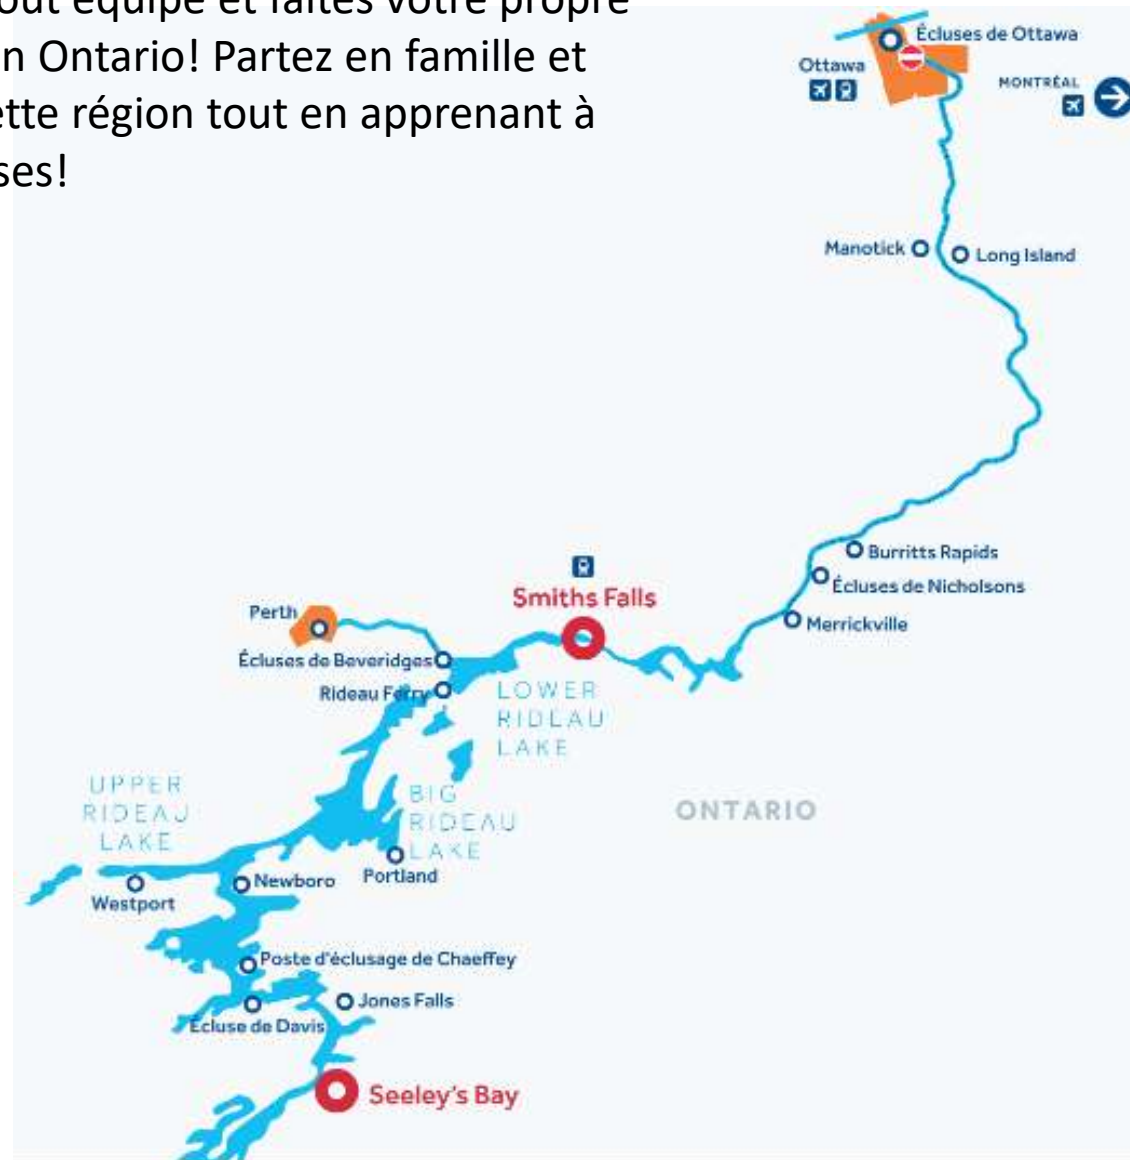 out équipé et faites votre propre
n Ontario! Partez en famille et
ette région tout en apprenant à
ses!
Écluses de Ottawa
Ottawa
MONTRÉAL
Manotick
Long Island
Burritts Rapids
Écluses de Nicholsons
Merrickville
Smiths Falls
Perth
Écluses de Beveridges
Rideau Ferry
LOWER
RIDEAU
LAKE
UPPER
RIDEAU
LAKE
BIG
RIDEAU
LAKE
ONTARIO
Portland
Newboro
Westport
Poste d'éclusage de Chaeffey
Jones Falls
Écluse de Davis
Seeley's Bay